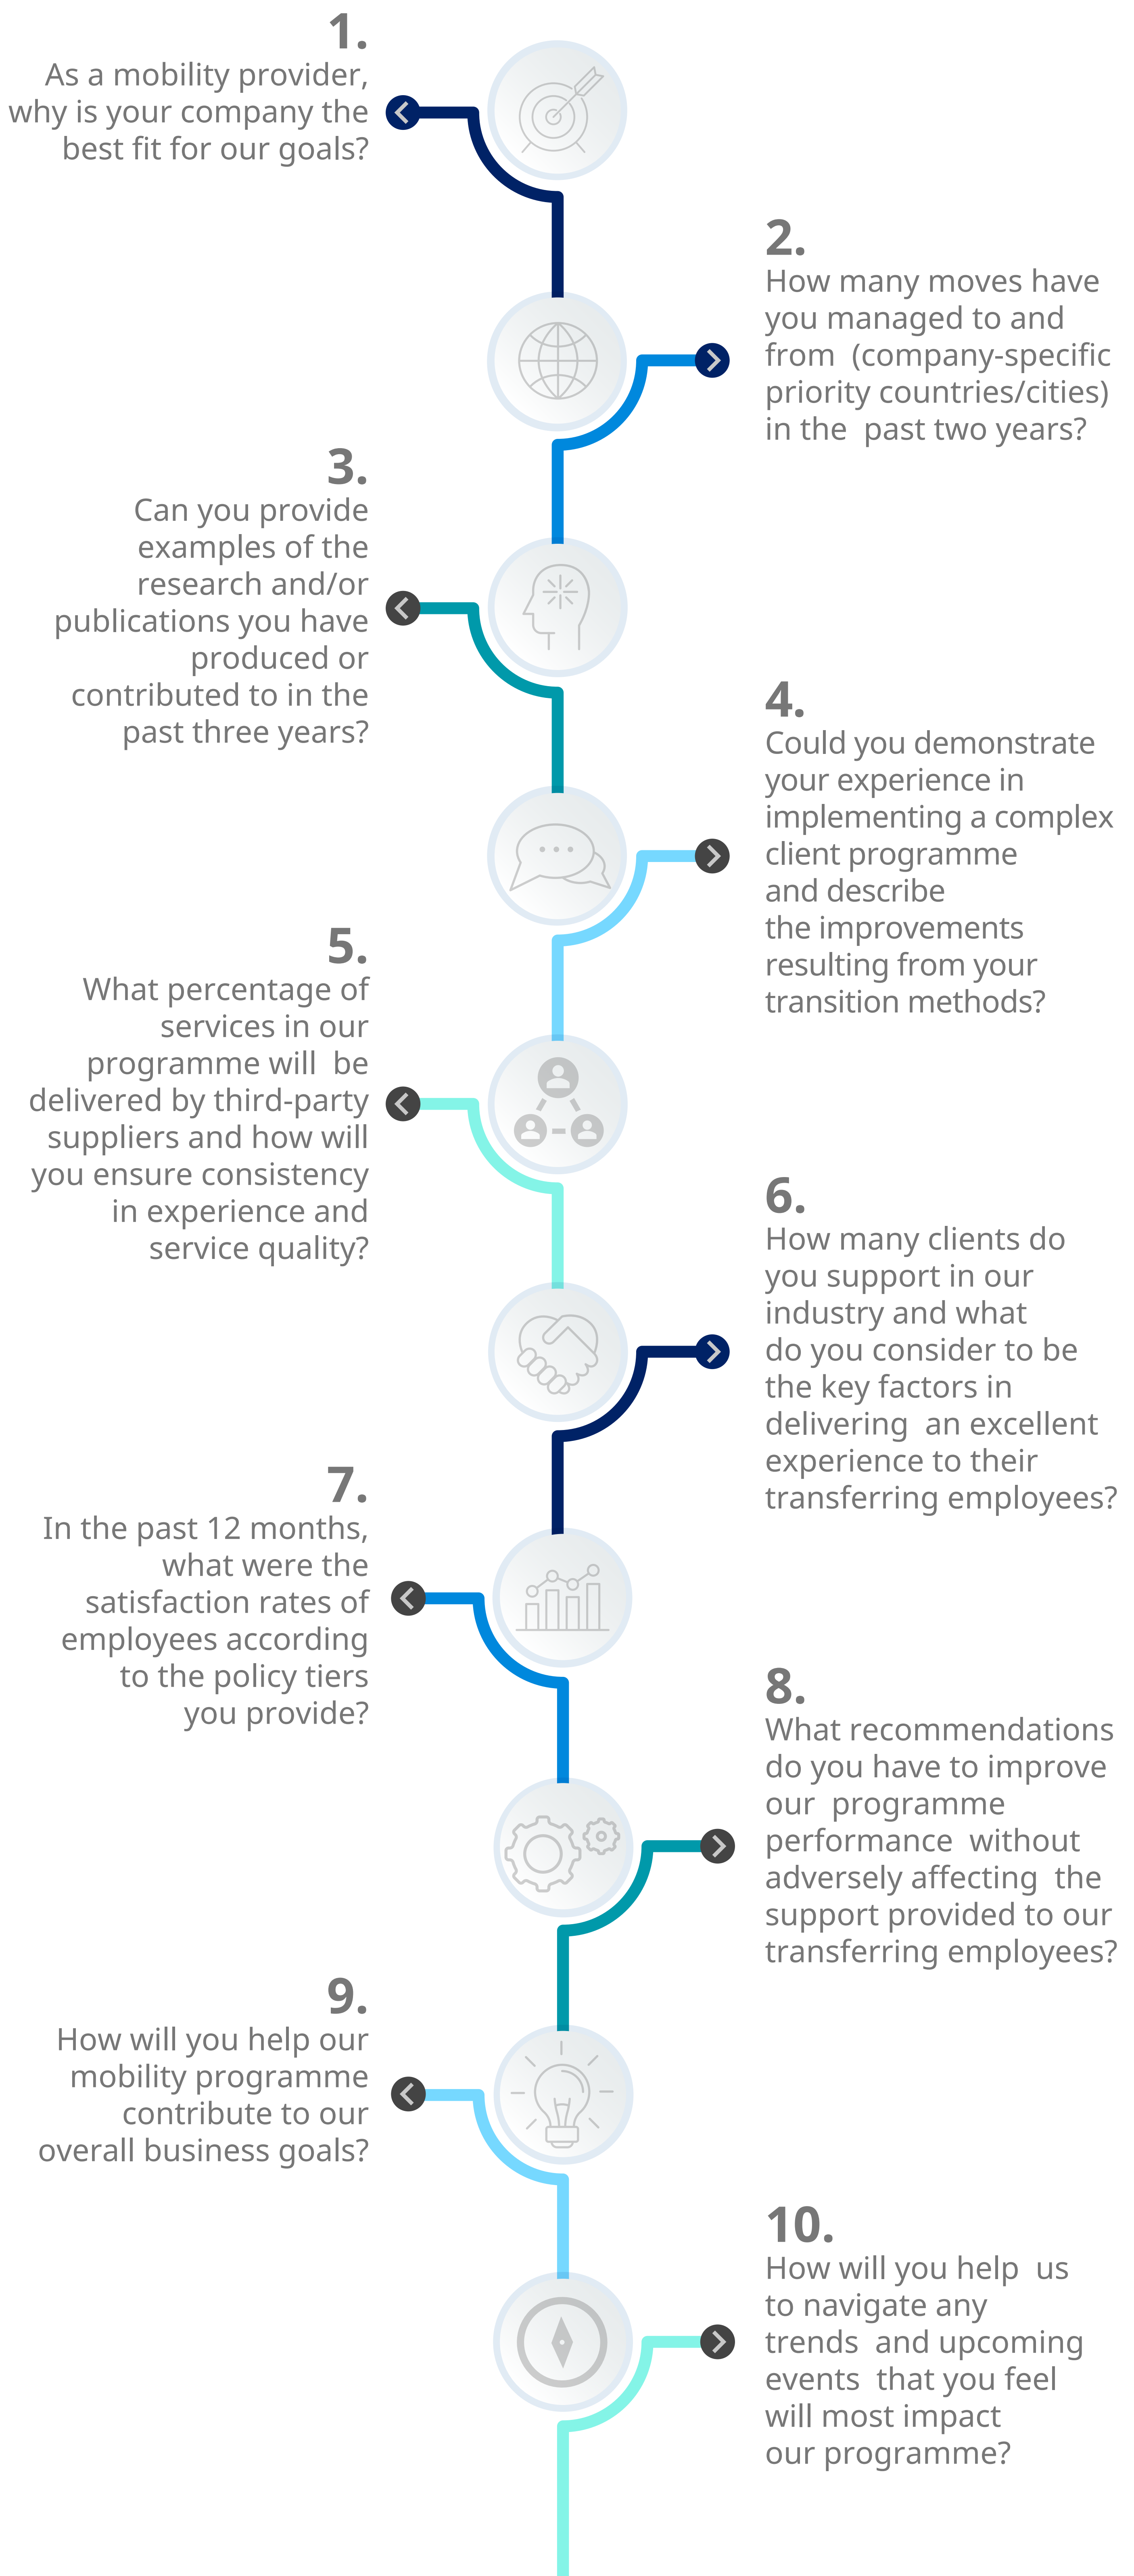 1.
As a mobility provider,
why is your company the
best fit for our goals?
2.
How many moves have
you managed to and
from (company-specific
priority countries/cities)
in the past two years?
3.
Can you provide
examples of the
research and/or
publications you have
produced or
contributed to in the
past three years?
4.
Could you demonstrate
your experience in
implementing a complex
client programme
and describe
the improvements
resulting from your
transition methods?
5.
What percentage of
services in our
programme will be
delivered by third-party
suppliers and how will
you ensure consistency
in experience and
service quality?
6.
How many clients do
you support in our
industry and what
do you consider to be
the key factors in
delivering an excellent
experience to their
transferring employees?
7.
In the past 12 months,
what were the
satisfaction rates of
employees according
to the policy tiers
you provide?
8.
What recommendations
do you have to improve
our programme
performance without
adversely affecting the
support provided to our
transferring employees?
9.
How will you help our
mobility programme
contribute to our
overall business goals?
10.
How will you help us
to navigate any
trends and upcoming
events that you feel
will most impact
our programme?